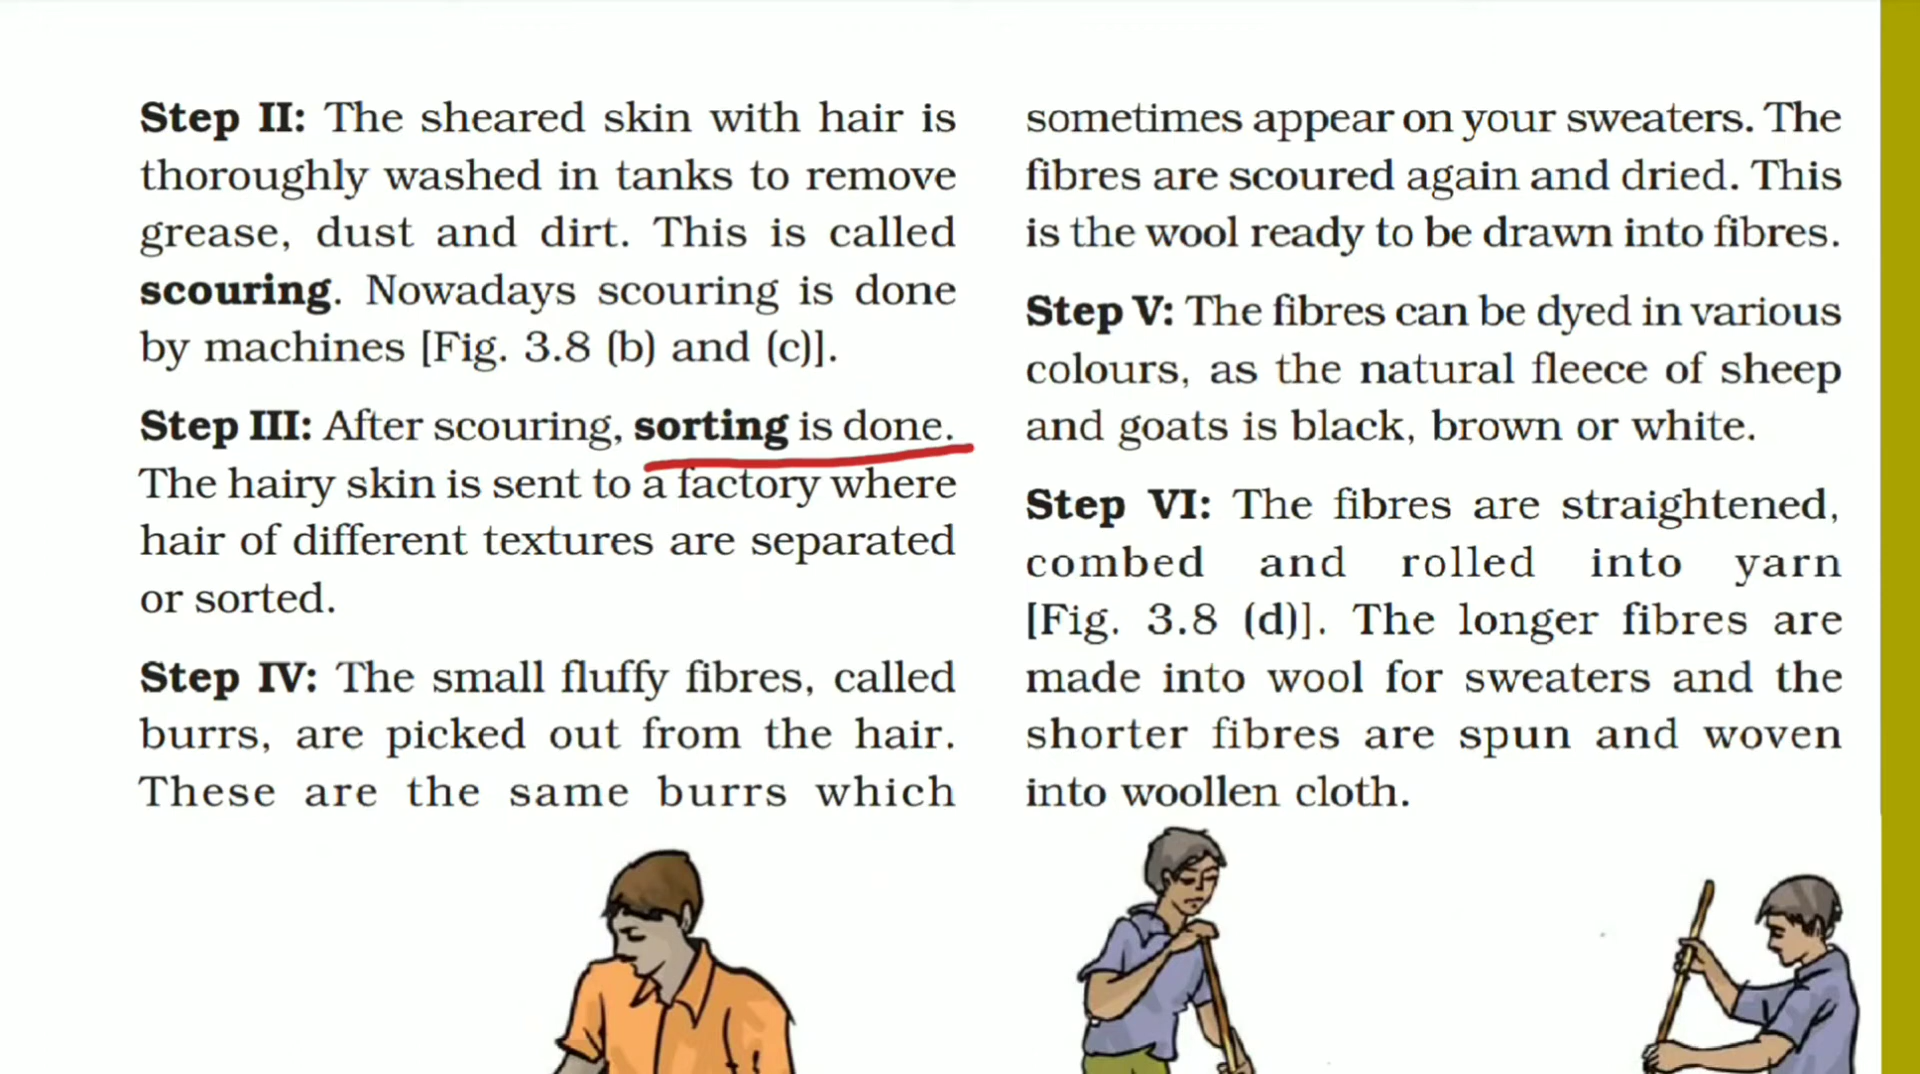 Step II: The sheared skin with hair is
thoroughly washed in tanks to remove
grease, dust and dirt. This is called
scouring. Nowadays scouring is done
by machines [Fig. 3.8 (b) and (c)].
Step III: After scouring, sorting is done.
The hairy skin is sent to a factory where
hair of different textures are separated
or sorted.
Step IV: The small fluffy fibres, called
burrs, are picked out from the hair.
These are the same burrs which
sometimes appear on your sweaters. The
fibres are scoured again and dried. This
is the wool ready to be drawn into fibres.
Step V: The fibres can be dyed in various
colours, as the natural fleece of sheep
and goats is black, brown or white.
Step VI: The fibres are straightened,
combed and rolled into yarn
[Fig. 3.8 (d)]. The longer fibres are
made into wool for sweaters and the
shorter fibres are spun and woven
into woollen cloth.